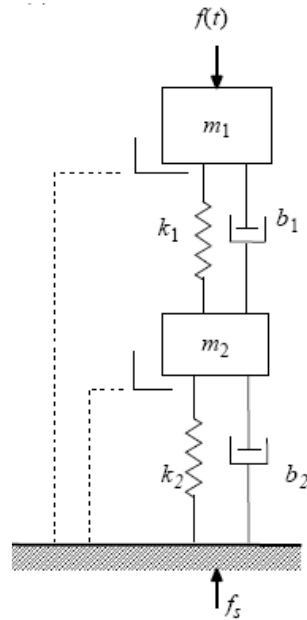 f(t)
m₁
k₁
b₁
m₂
k₂
b₂
fₛ